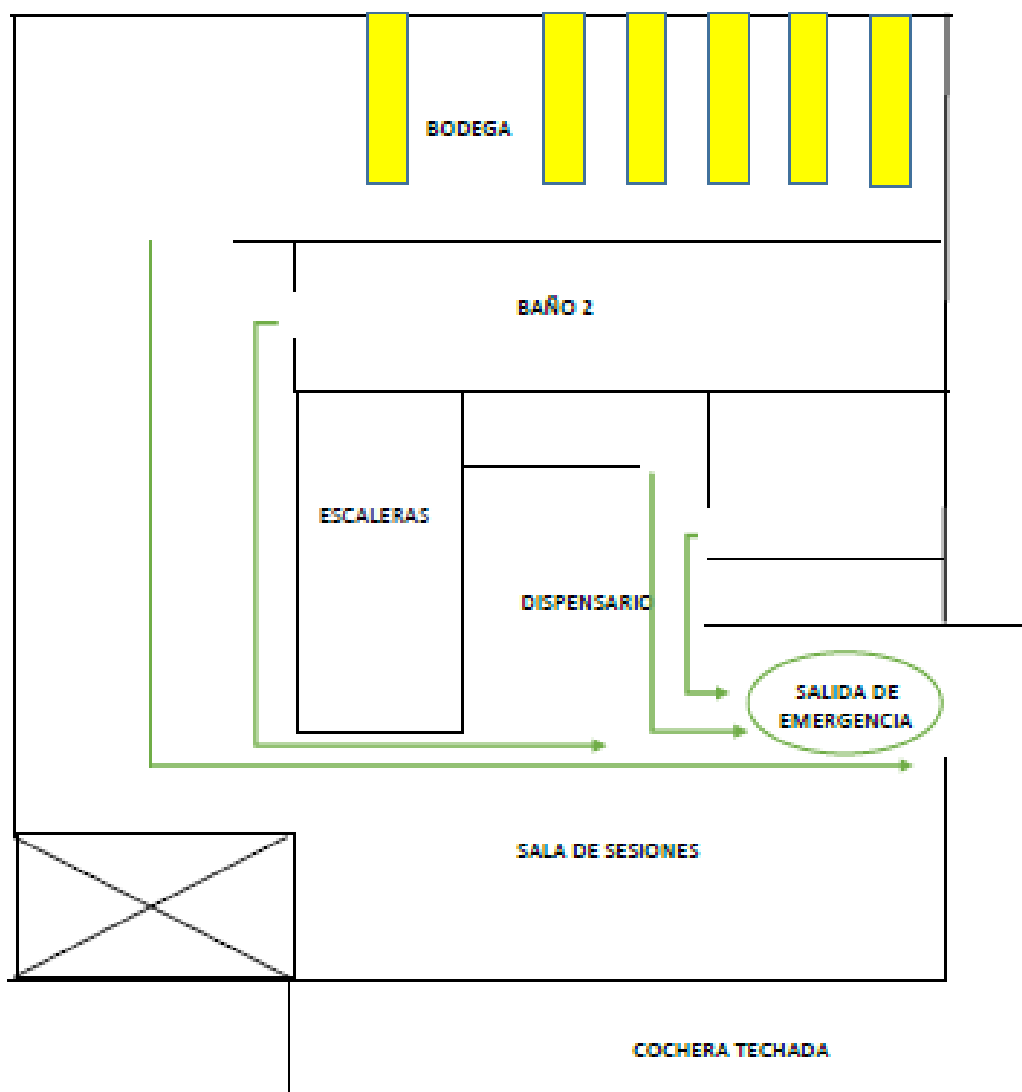 BODEGA
BAÑO 2
ESCALERAS
DISPENSARIO
SALIDA DE
EMERGENCIA
SALA DE SESIONES
COCHERA TECHADA